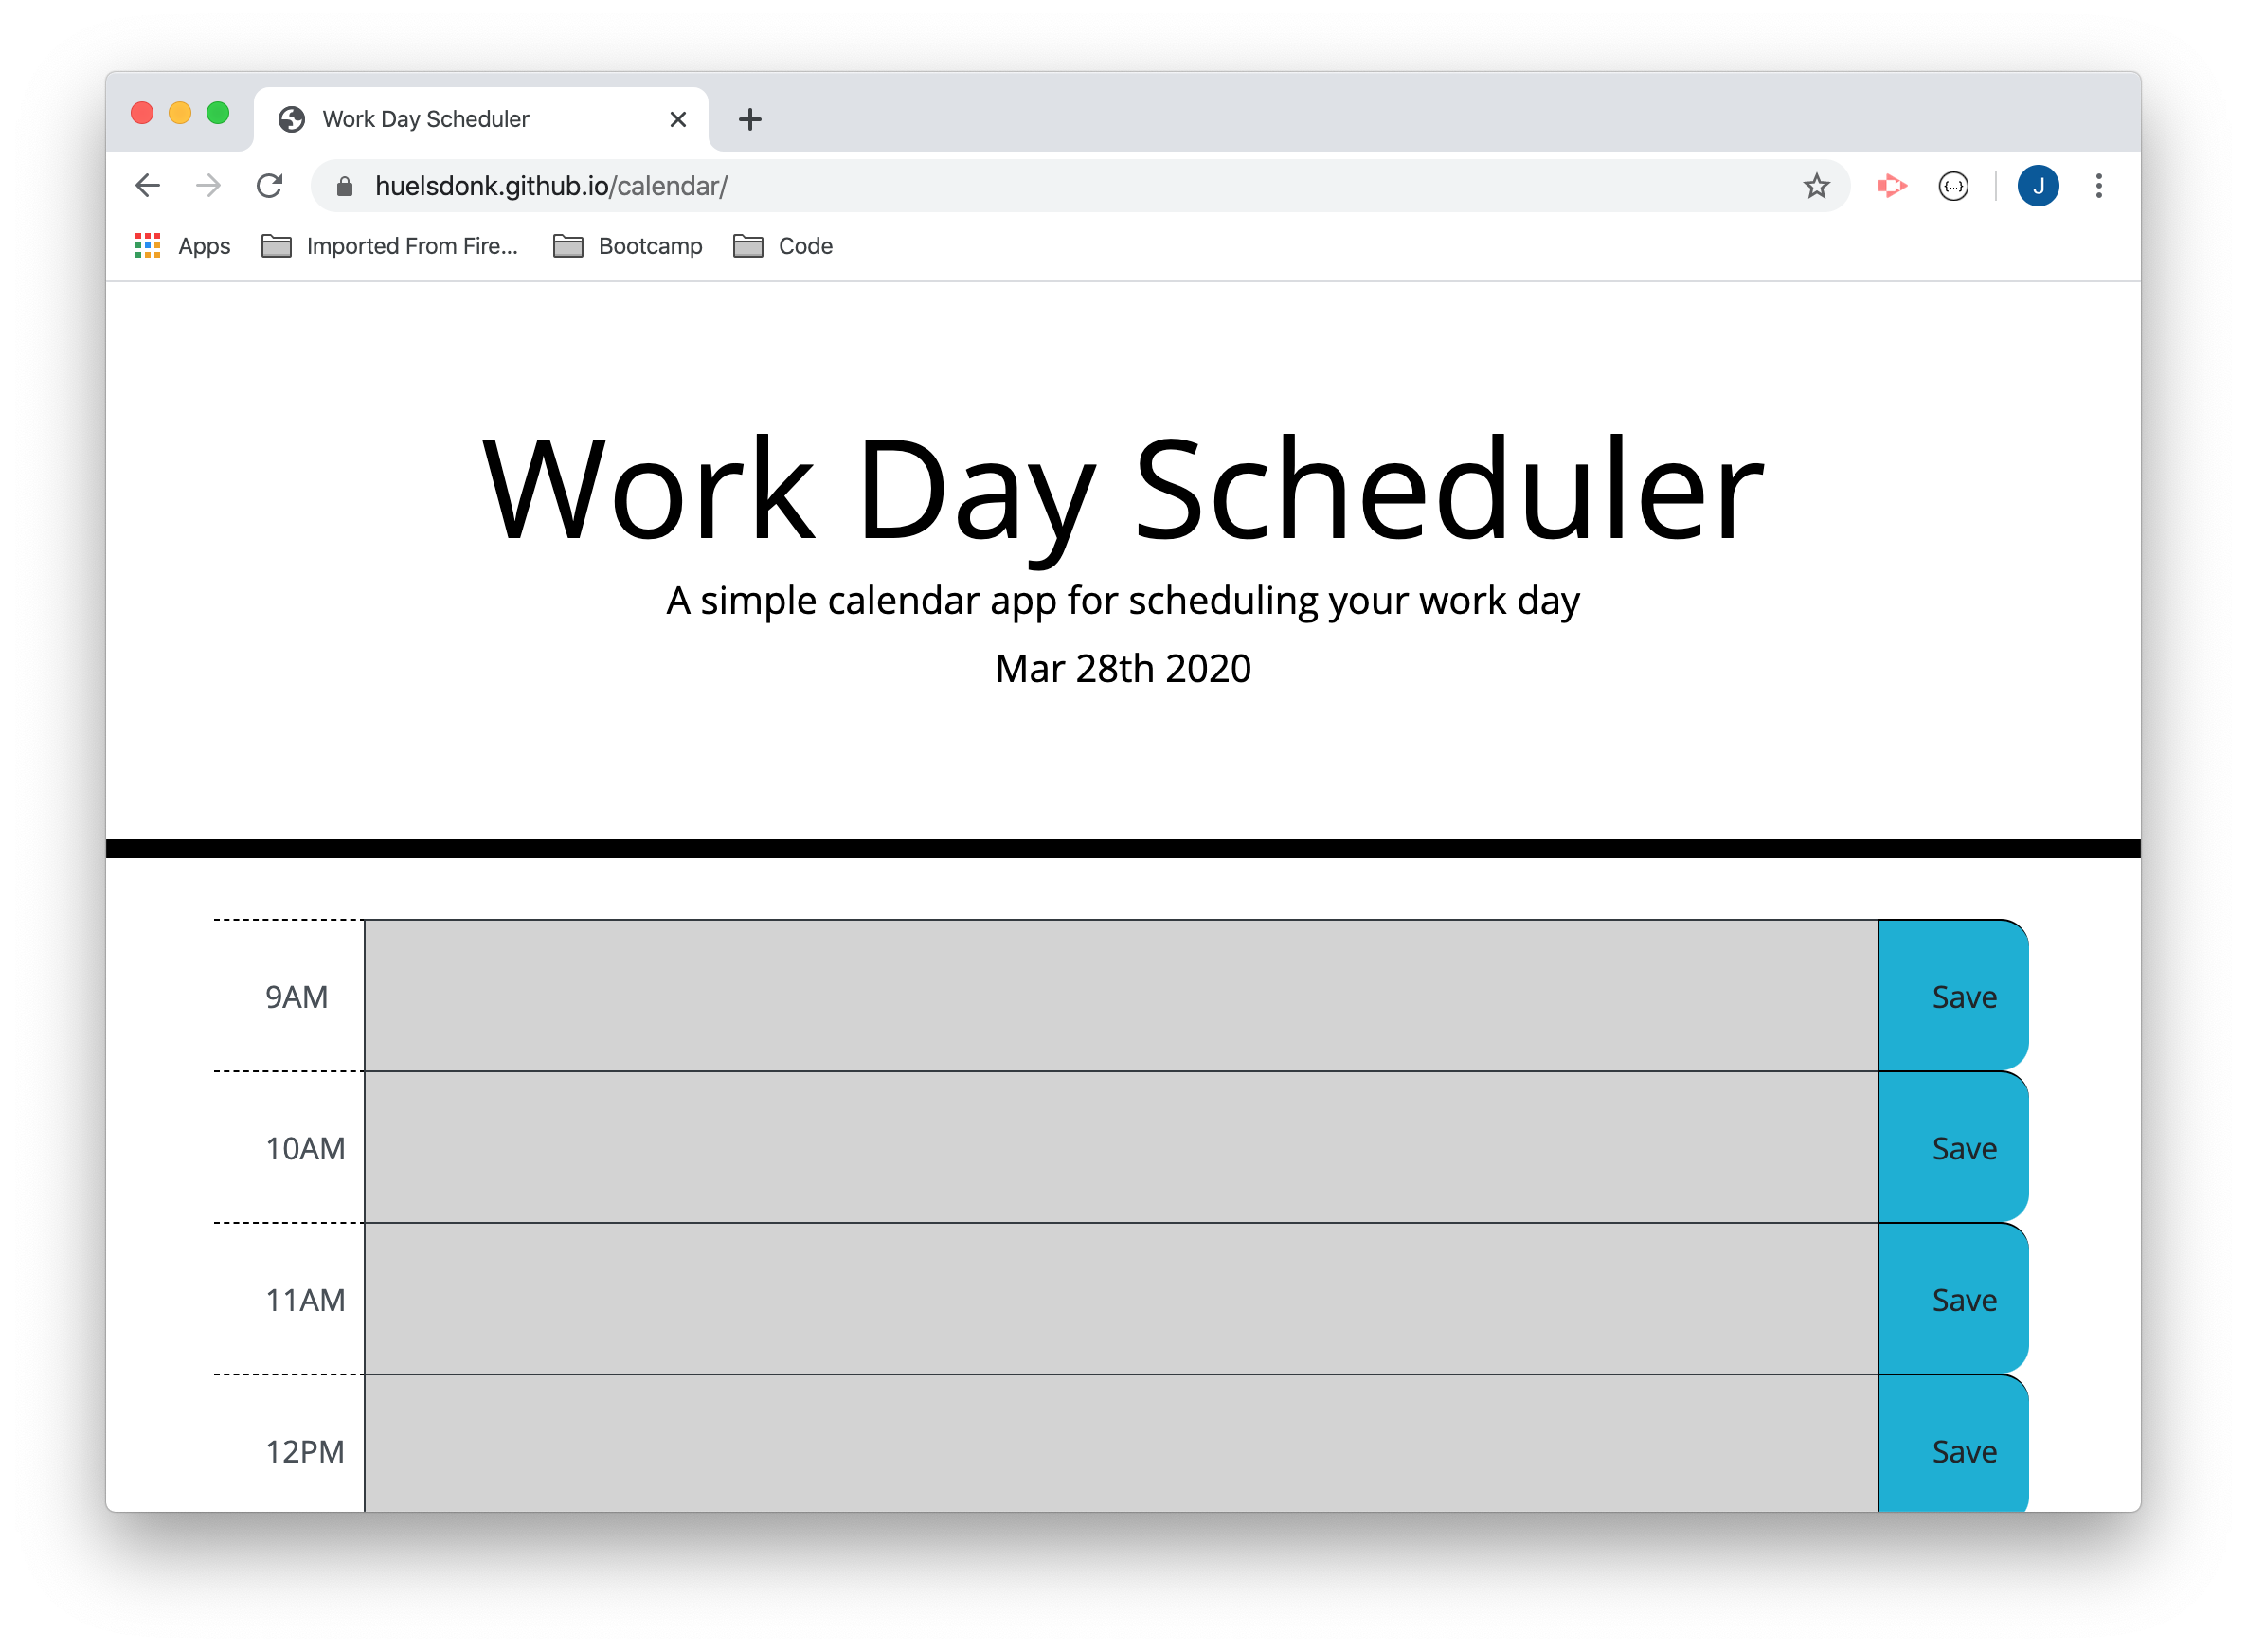 Work Day Scheduler
huelsdonk.github.io/calendar/
J
Apps Imported From Fire... Bootcamp Code
Work Day Scheduler
A simple calendar app for scheduling your work day
Mar 28th 2020
9AM Save
10AM Save
11AM Save
12PM Save